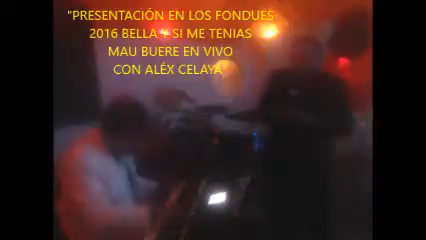 "PRESENTACIÓN EN LOS FONDUES
2016 BELLA Y SI ME TENIAS
MAU BUERE EN VIVO
CON ALÉX CELAYA